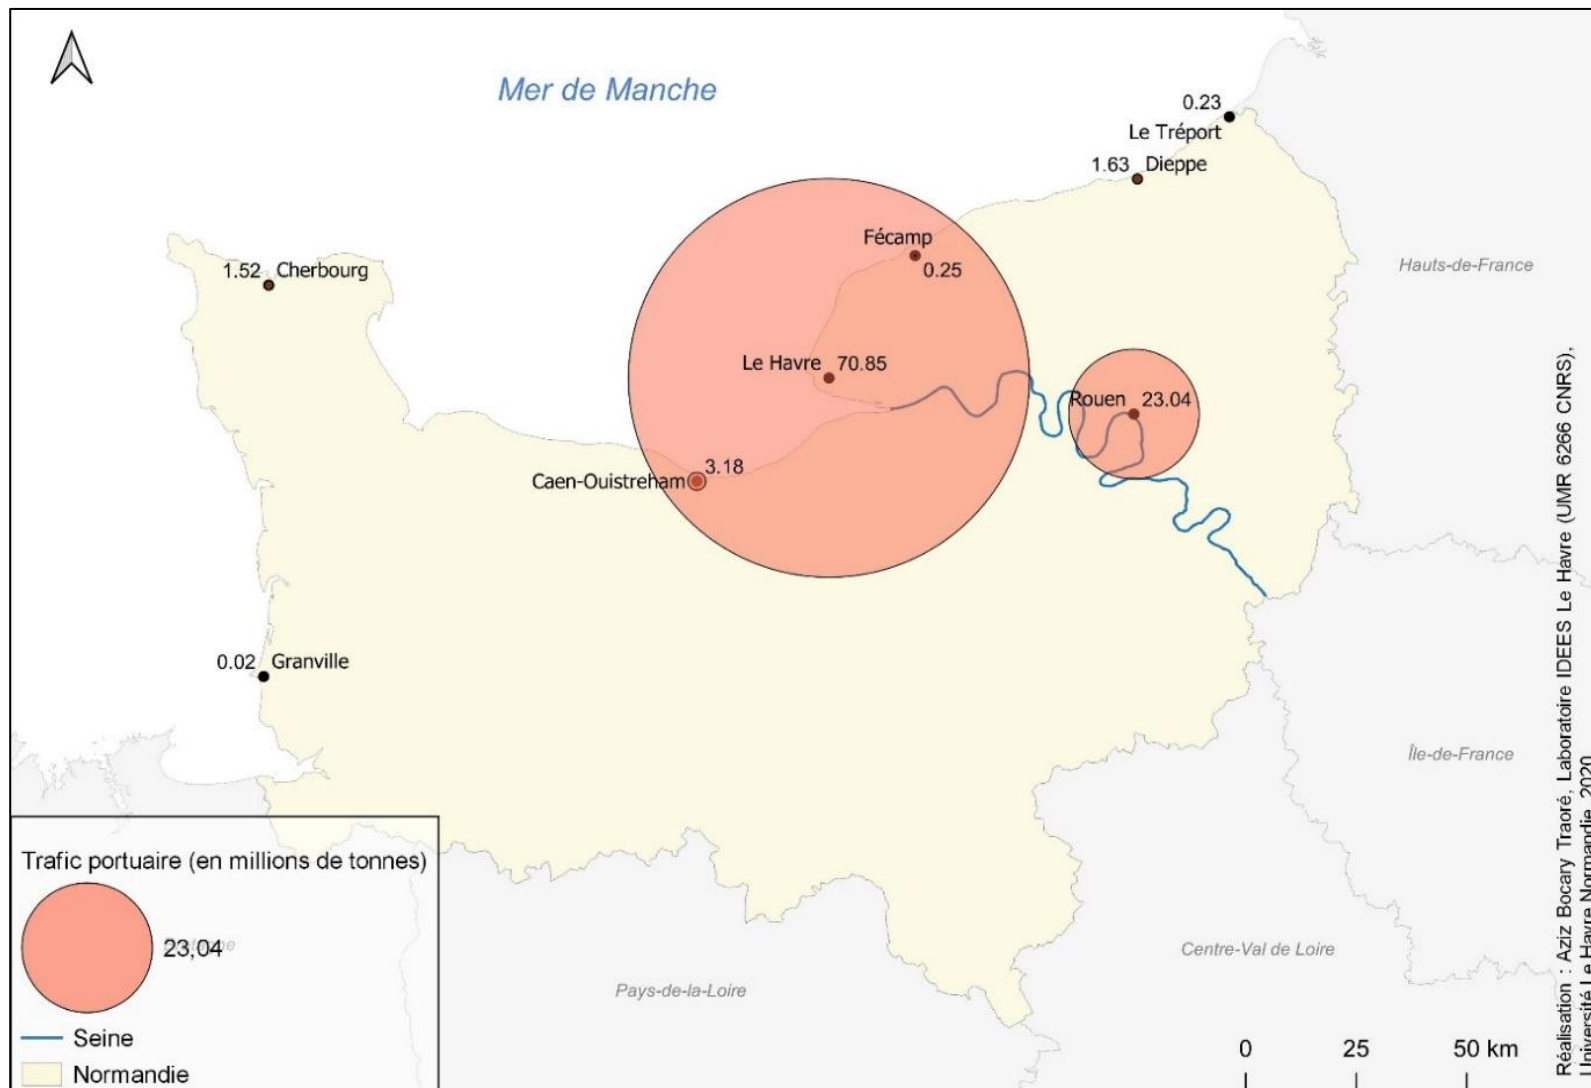 Mer de Manche
0.23
Le Tréport
1.63 Dieppe
Fécamp
0.25
Hauts-de-France
1.52 Cherbourg
Le Havre 70.85
Rouen 23.04
3.18
Caen-Ouistreham
0.02 Granville
Île-de-France
Trafic portuaire (en millions de tonnes)
23,04
Centre-Val de Loire
Pays-de-la-Loire
Seine
Normandie
0 25 50 km
Réalisation : Aziz Bocary Traoré, Laboratoire IDEES Le Havre (UMR 6266 CNRS),
Université Le Havre Normandie, 2020